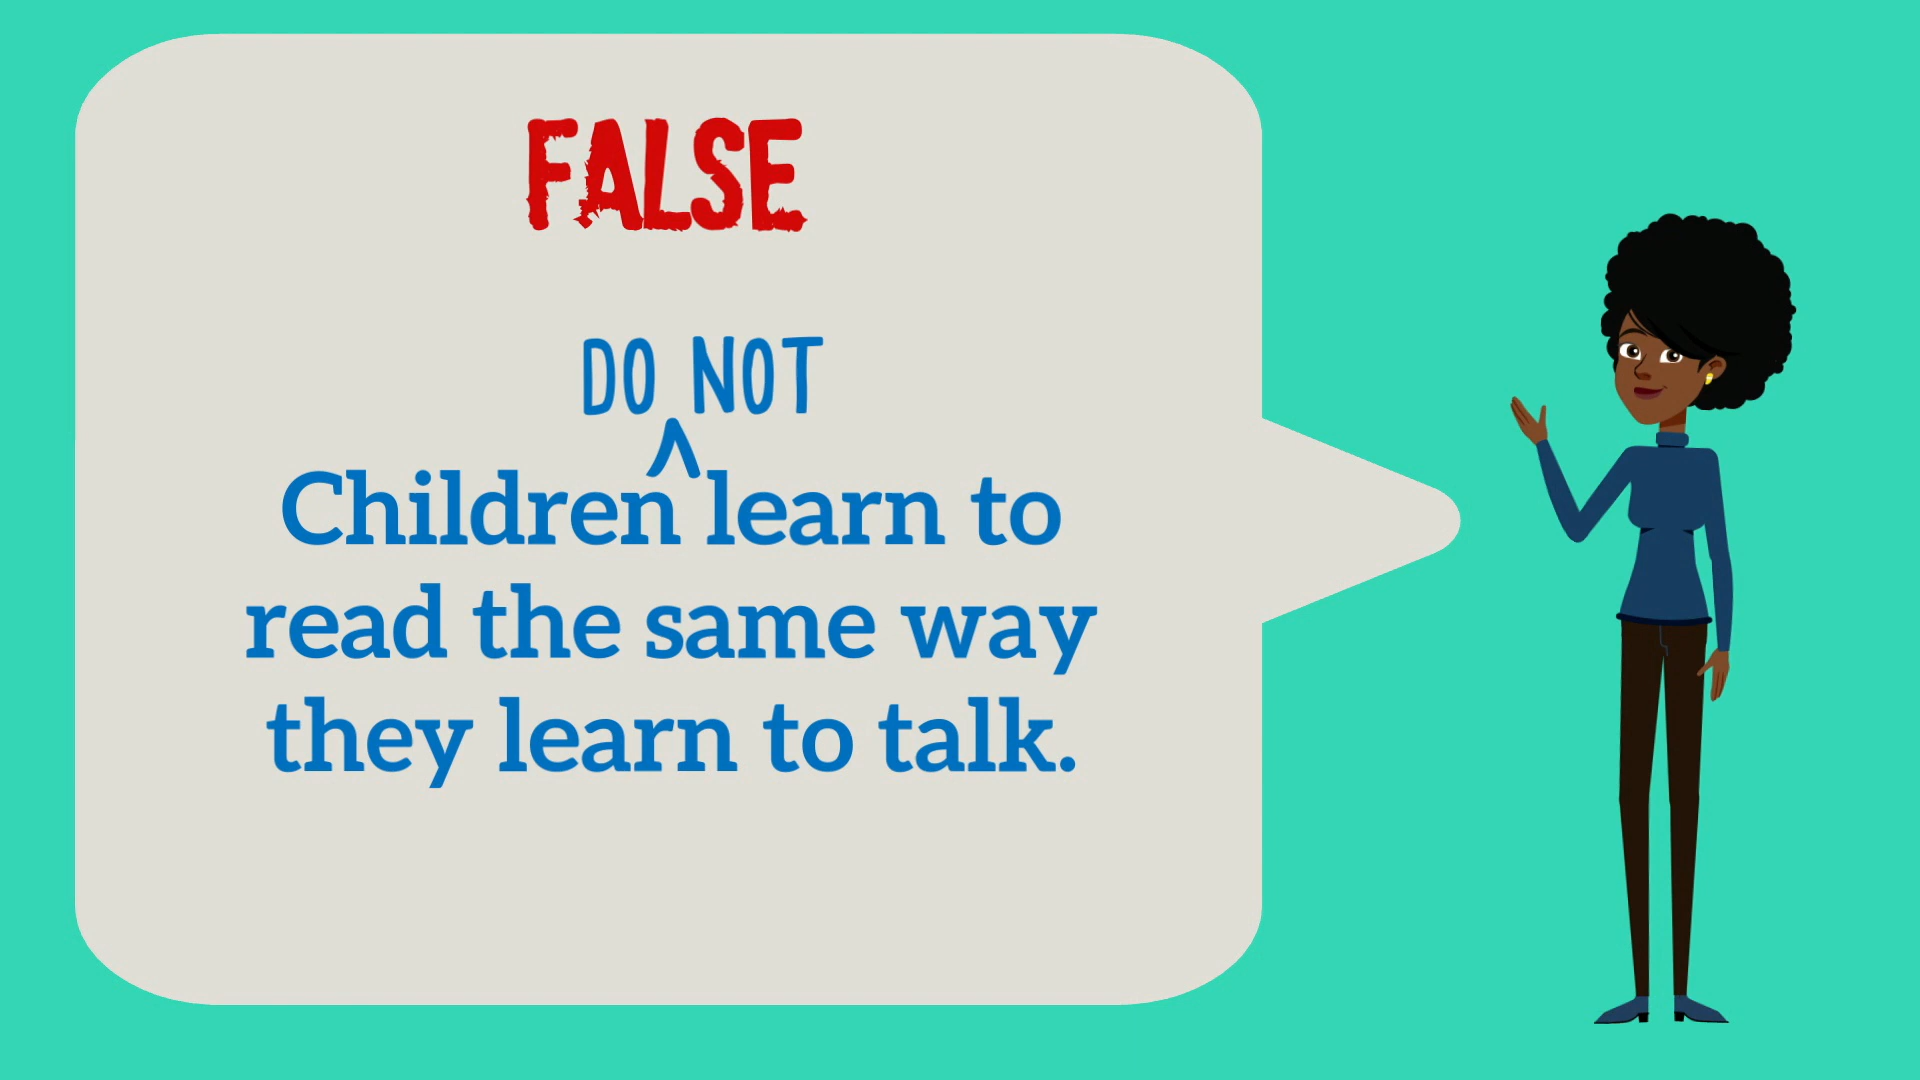 FALSE
DO NOT
^
Children learn to
read the same way
they learn to talk.